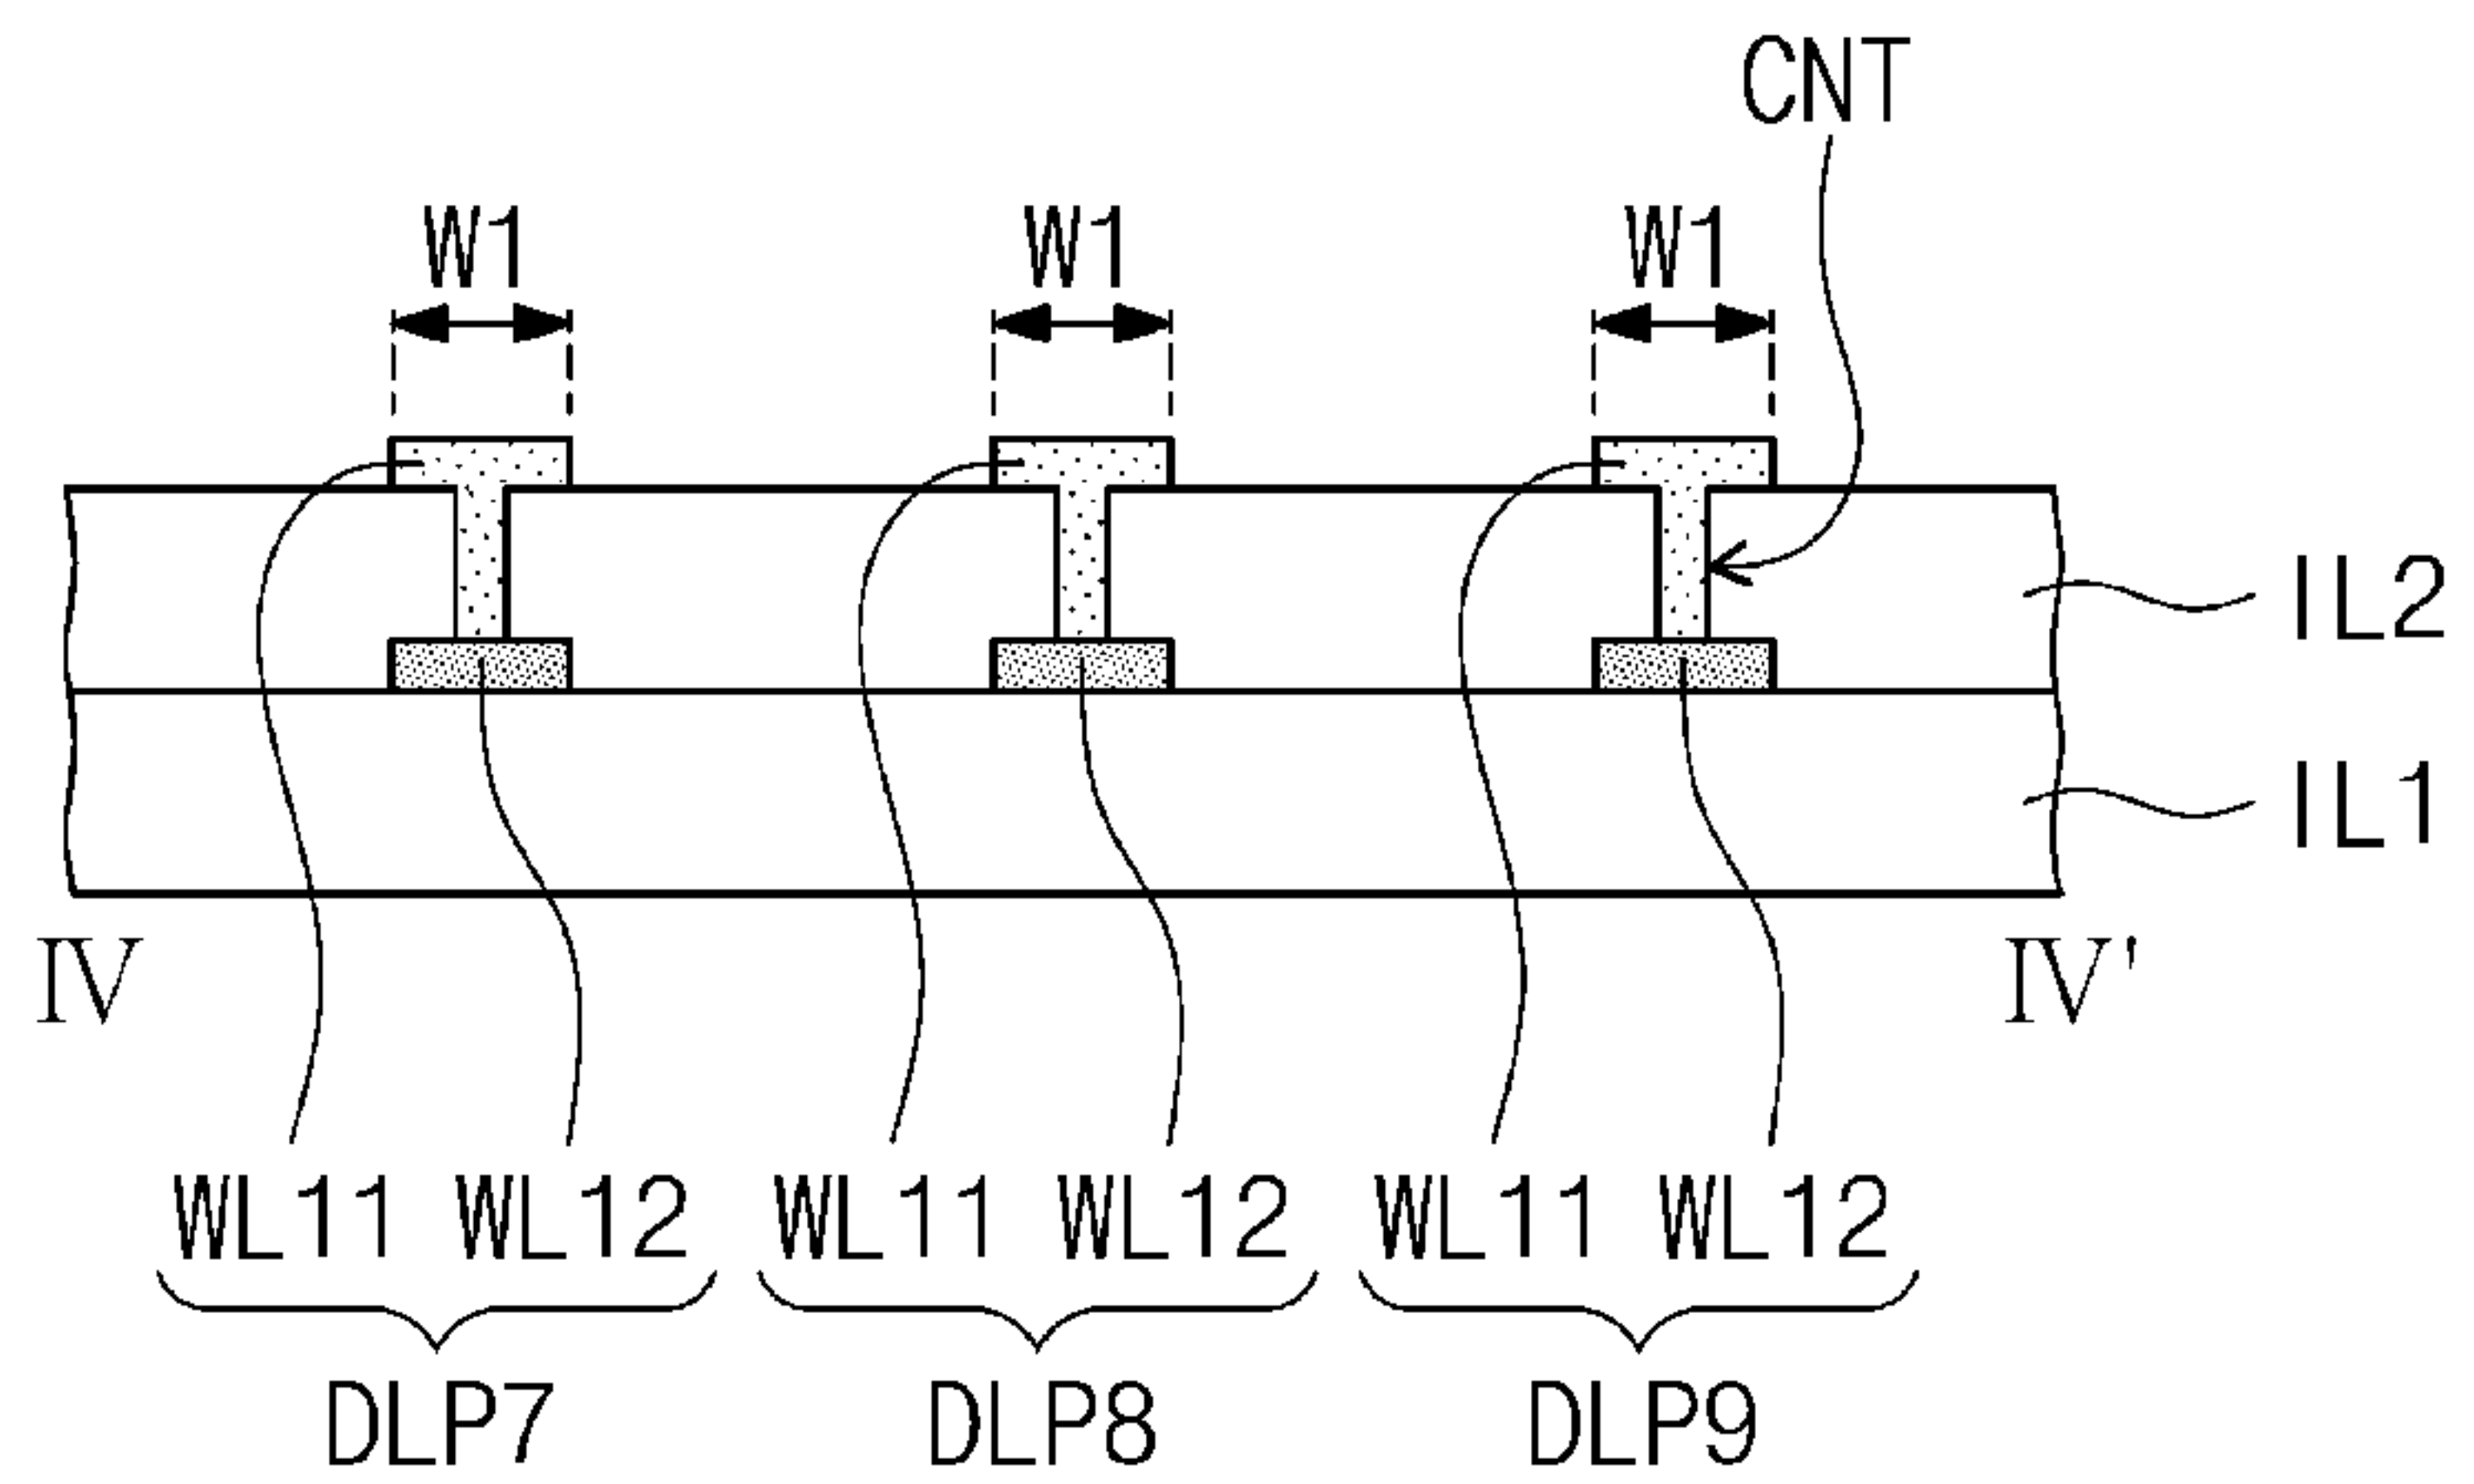 CNT
W1 W1 W1
IL2
IL1
IV IV'
WL11 WL12 WL11 WL12 WL11 WL12
DLP7 DLP8 DLP9